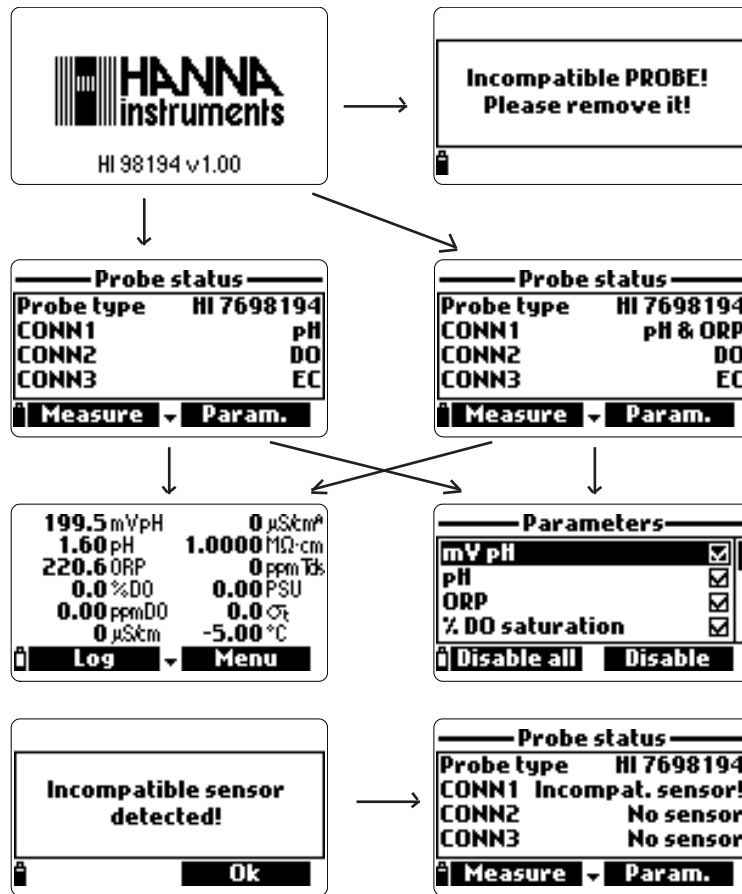 HANNA
instruments
HI 98194 v1.00
Incompatible PROBE!
Please remove it!
Probe status
Probe type HI 7698194
CONN1 pH
CONN2 DO
CONN3 EC
Measure Param.
Probe status
Probe type HI 7698194
CONN1 pH & ORP
CONN2 DO
CONN3 EC
Measure Param.
199.5 mVpH 0 µS/cmᴬ
1.60 pH 1.0000 MΩ·cm
220.6 ORP 0 ppm Tds
0.0 %DO 0.00 PSU
0.00 ppmDO 0.0 σt
0 µS/cm -5.00 °C
Log Menu
Parameters
mV pH
pH
ORP
% DO saturation
Disable all Disable
Incompatible sensor
detected!
Ok
Probe status
Probe type HI 7698194
CONN1 Incompat. sensor!
CONN2 No sensor
CONN3 No sensor
Measure Param.